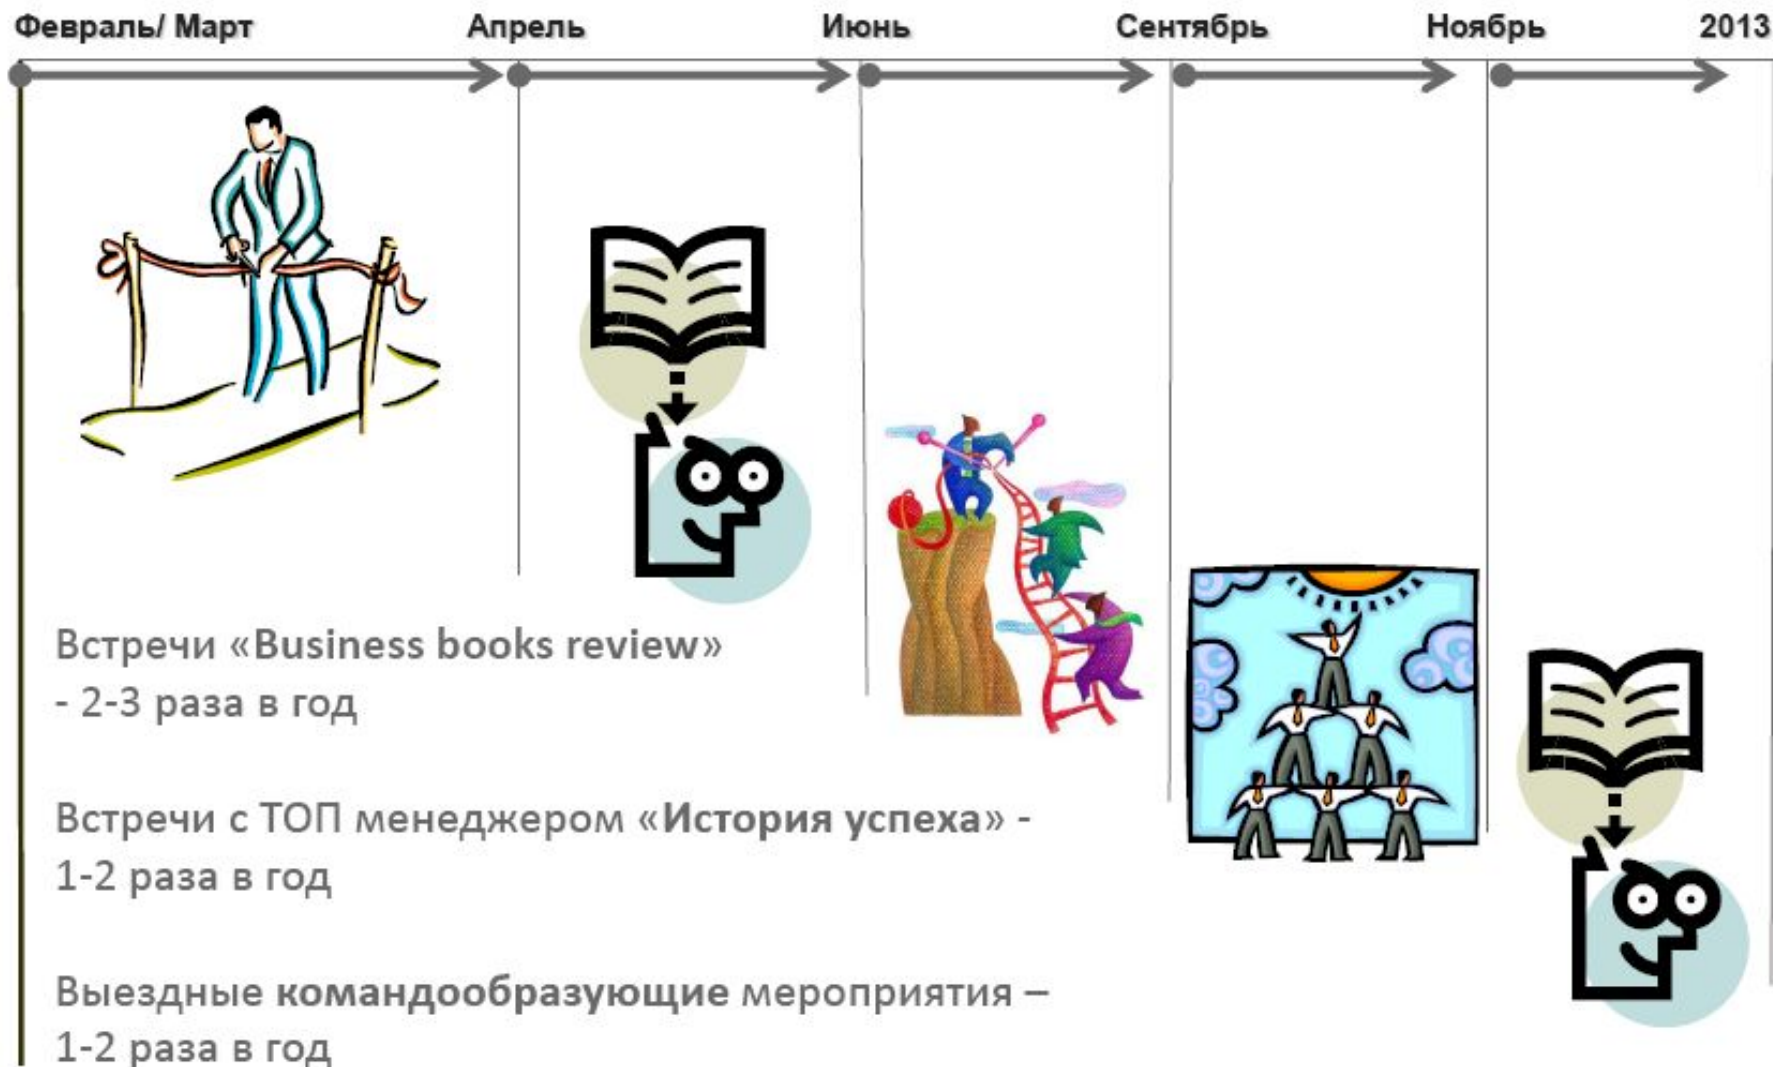 Февраль/ Март Апрель Июнь Сентябрь Ноябрь 2013
Встречи «Business books review»
- 2-3 раза в год
Встречи с ТОП менеджером «История успеха» -
1-2 раза в год
Выездные командообразующие мероприятия –
1-2 раза в год